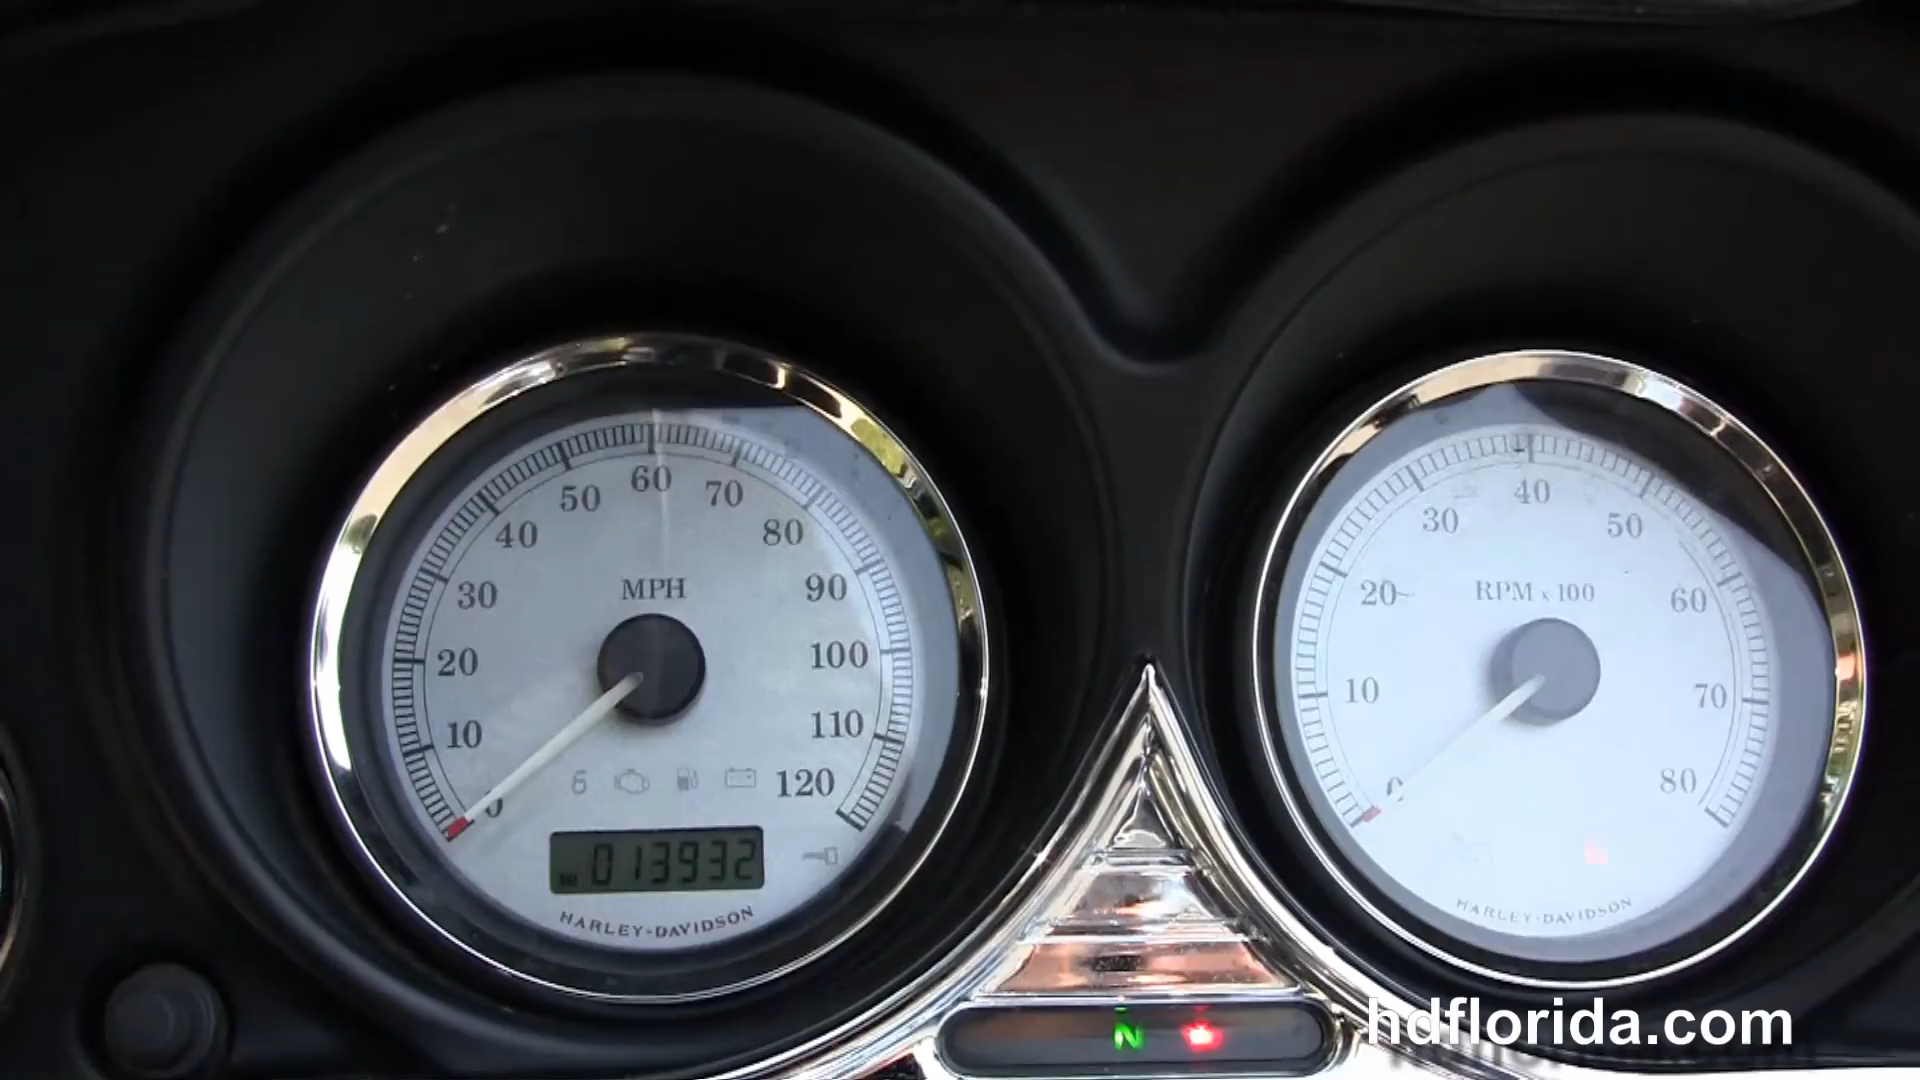 60
50 70
40 80
30 MPH 90
20 100
10 110
0 6 120
MI 013932
HARLEY-DAVIDSON
40
30 50
20 RPM x 100 60
10 70
0 80
HARLEY-DAVIDSON
N
hdflorida.com